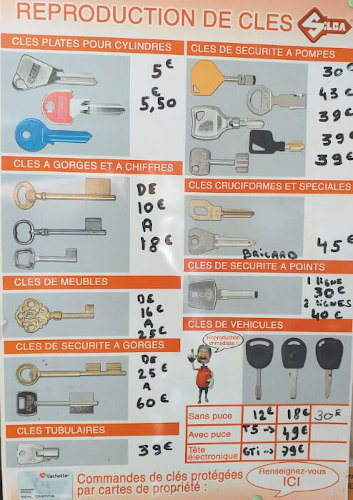 REPRODUCTION DE CLES
SILCA
CLES PLATES POUR CYLINDRES
5€
5,50
CLES A GORGES ET A CHIFFRES
DE
10€
A
18€
CLES DE MEUBLES
DE
16€
A
25€
CLES DE SECURITE A GORGES
DE
25€
A
60€
CLES TUBULAIRES
39€
CLES DE SECURITE A POMPES
30€
43€
39€
39€
39€
CLES CRUCIFORMES ET SPECIALES
45€
BRICARD
CLES DE SECURITE A POINTS
1 LIGNE
30€
2 LIGNES
40€
CLES DE VEHICULES
Reproduction
immédiate
Sans puce 12€ 18€ 30€
Avec puce T5 -> 49€
Tête
électronique GTi -> 79€
Vachette
Commandes de clés protégées
par cartes de propriété :
Renseignez-vous
ICI